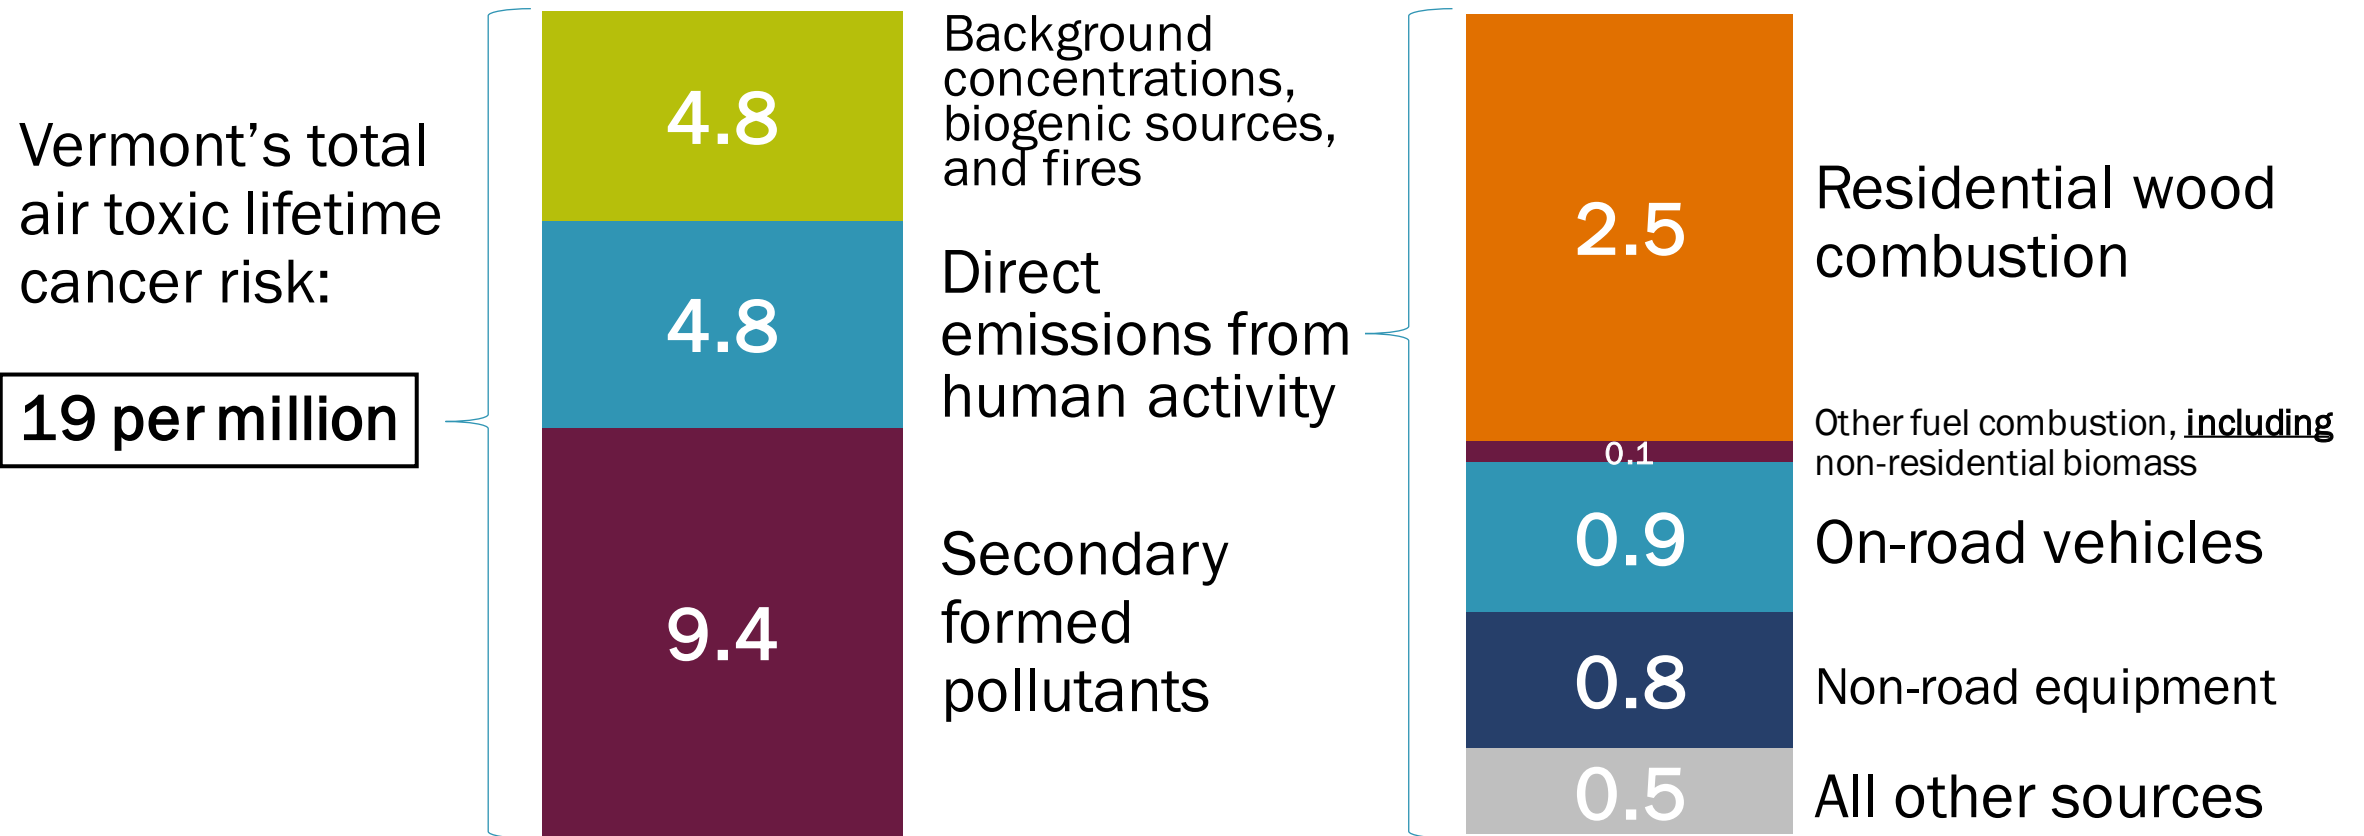 Vermont’s total
air toxic lifetime
cancer risk:
19 per million
4.8
Background
concentrations,
biogenic sources,
and fires
4.8
Direct
emissions from
human activity
9.4
Secondary
formed
pollutants
2.5
Residential wood
combustion
0.1
Other fuel combustion, including
non-residential biomass
0.9
On-road vehicles
0.8
Non-road equipment
0.5
All other sources